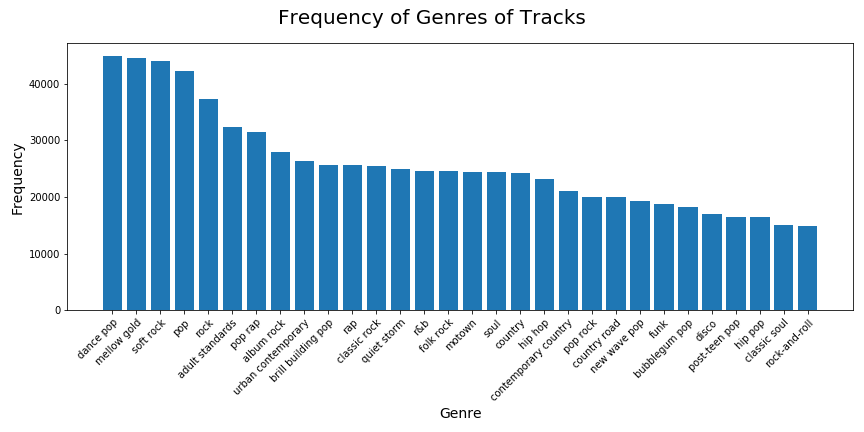 Frequency of Genres of Tracks
Frequency
40000
30000
20000
10000
0
dance pop
mellow gold
soft rock
pop
rock
adult standards
pop rap
album rock
urban contemporary
brill building pop
rap
classic rock
quiet storm
r&b
folk rock
motown
soul
country
hip hop
contemporary country
pop rock
country road
new wave pop
funk
bubblegum pop
disco
post-teen pop
hip pop
classic soul
rock-and-roll
Genre